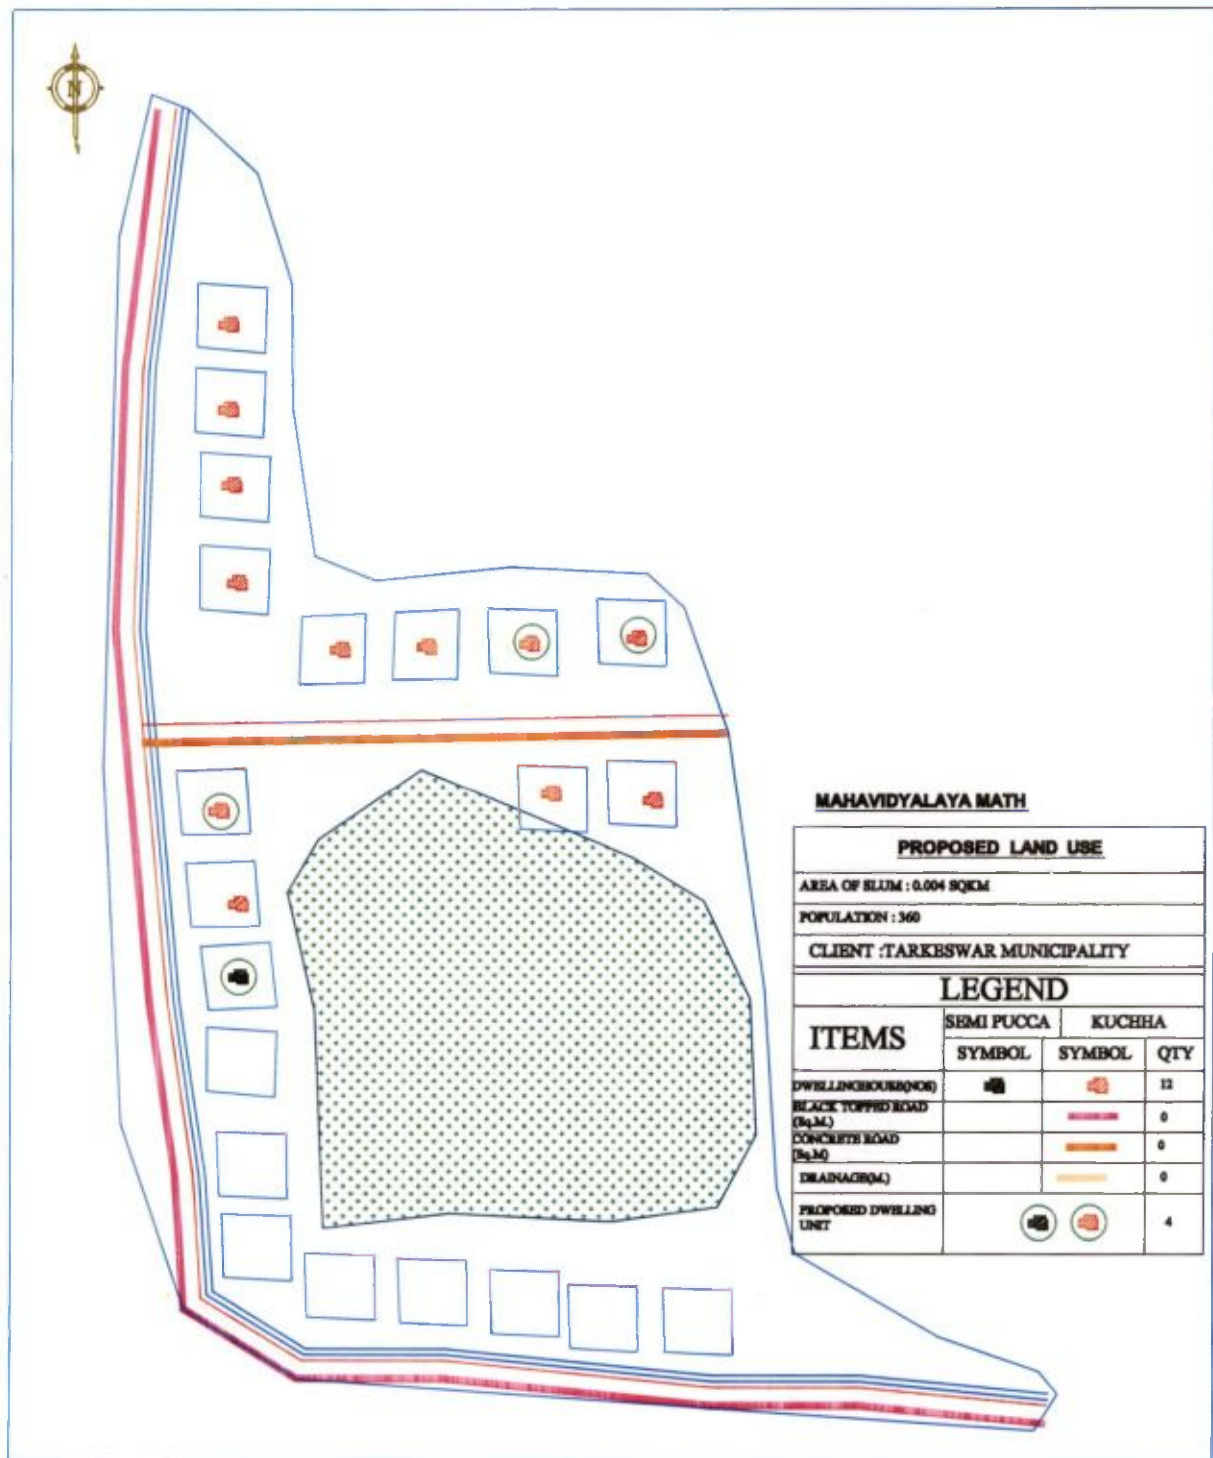 N
MAHAVIDYALAYA MATH
PROPOSED LAND USE
AREA OF SLUM : 0.004 SQKM
POPULATION : 360
CLIENT :TARKESWAR MUNICIPALITY
LEGEND
ITEMS SEMI PUCCA KUCHHA
SYMBOL SYMBOL QTY
DWELLINGHOUSE(NOS) 12
BLACK TOPPED ROAD
(Sq.M.) 0
CONCRETE ROAD
(Sq.M) 0
DRAINAGE(M.) 0
PROPOSED DWELLING
UNIT 4